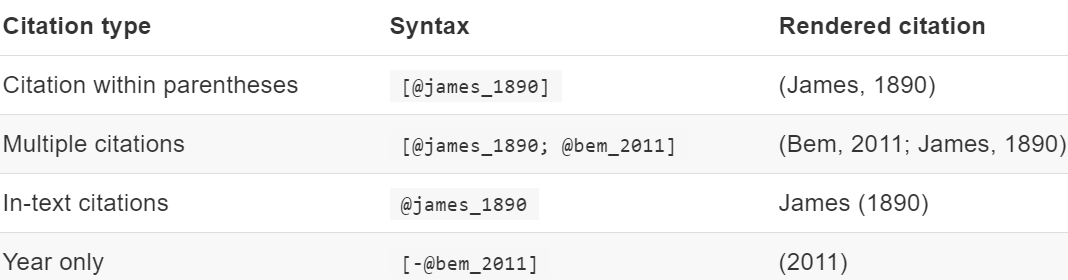 Citation type Syntax Rendered citation
Citation within parentheses [@james_1890] (James, 1890)
Multiple citations [@james_1890; @bem_2011] (Bem, 2011; James, 1890)
In-text citations @james_1890 James (1890)
Year only [-@bem_2011] (2011)